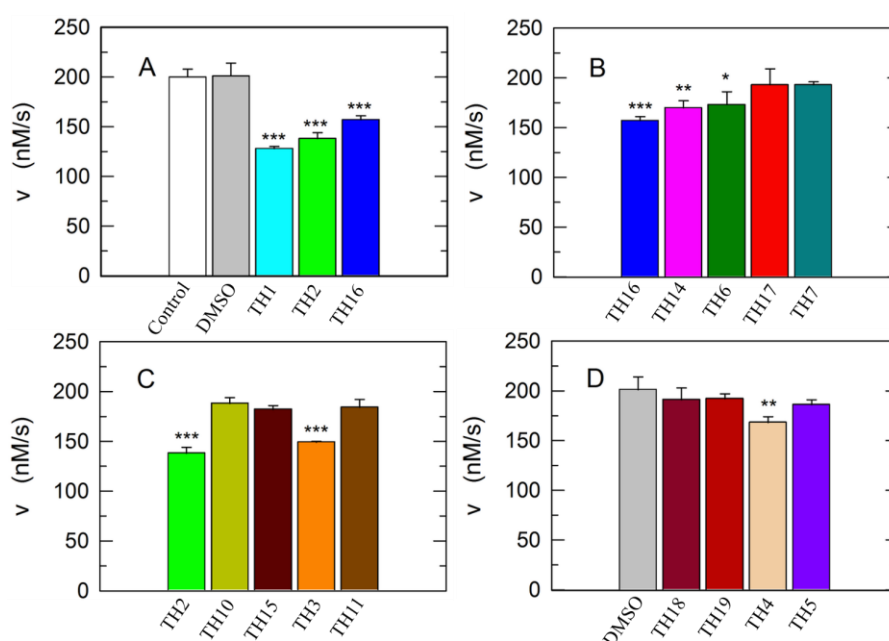 A
250
200
150
100
50
0
v (nM/s)
***
***
***
Control
DMSO
TH1
TH2
TH16
B
250
200
150
100
50
0
v (nM/s)
***
**
*
TH16
TH14
TH6
TH17
TH7
C
250
200
150
100
50
0
v (nM/s)
***
***
TH2
TH10
TH15
TH3
TH11
D
250
200
150
100
50
0
v (nM/s)
**
DMSO
TH18
TH19
TH4
TH5